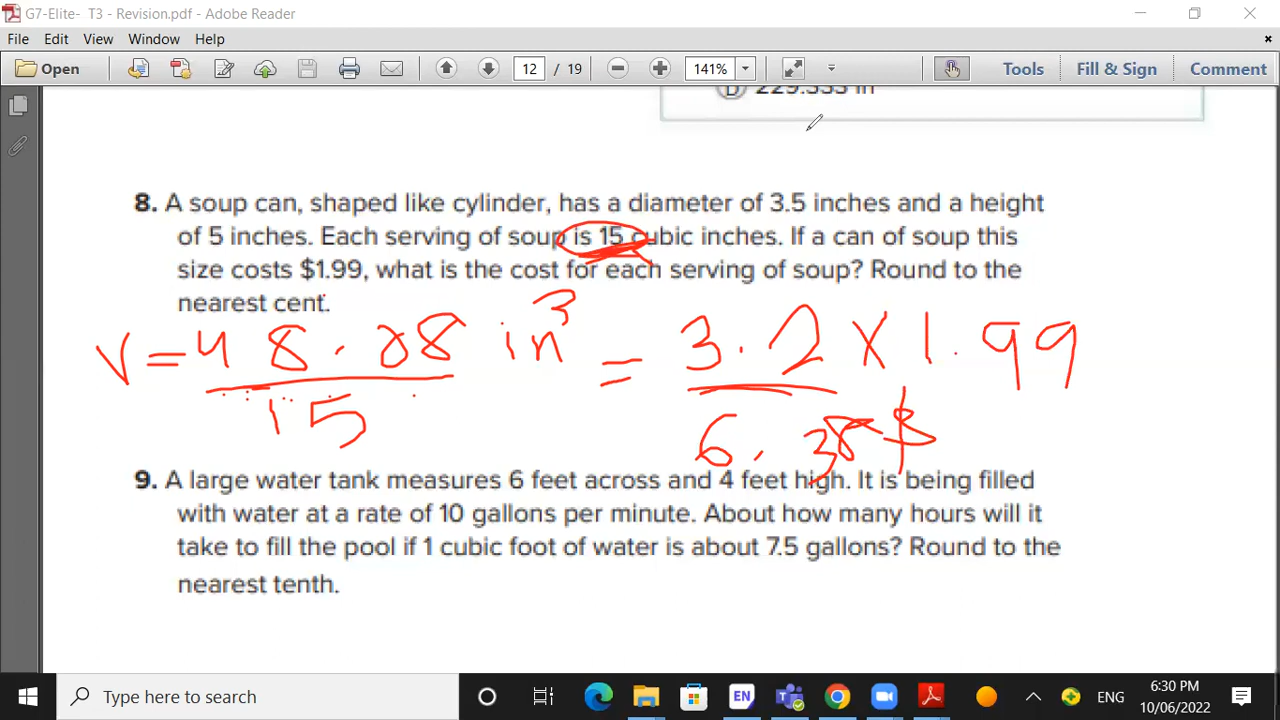 G7-Elite- T3 - Revision.pdf - Adobe Reader
File Edit View Window Help
Open 12 / 19 141% Tools Fill & Sign Comment
D 229.333 in
8. A soup can, shaped like cylinder, has a diameter of 3.5 inches and a height
of 5 inches. Each serving of soup is 15 cubic inches. If a can of soup this
size costs $1.99, what is the cost for each serving of soup? Round to the
nearest cent.
V=48.08 in3 = 3.2 X 1.99
15 6.38 $
9. A large water tank measures 6 feet across and 4 feet high. It is being filled
with water at a rate of 10 gallons per minute. About how many hours will it
take to fill the pool if 1 cubic foot of water is about 7.5 gallons? Round to the
nearest tenth.
Type here to search EN ENG 6:30 PM
10/06/2022